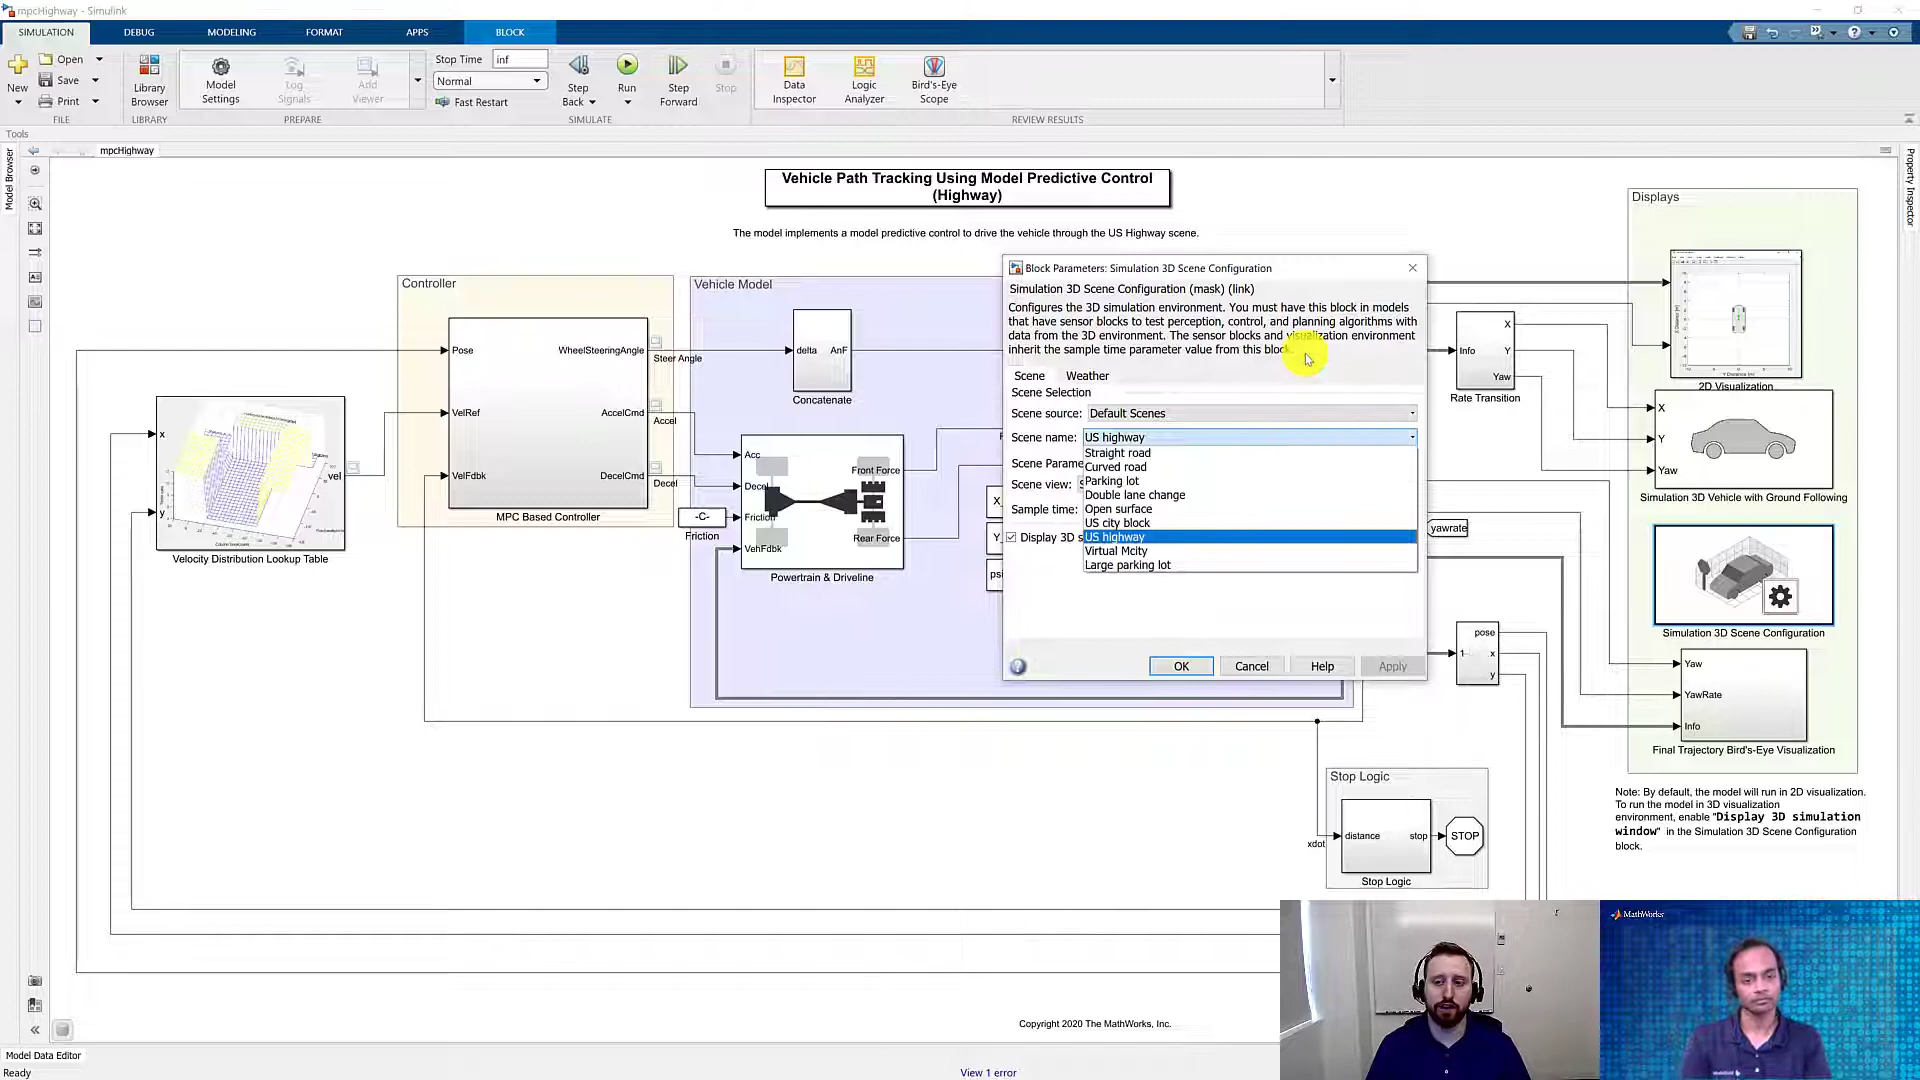 mpcHighway - Simulink
SIMULATION
DEBUG
MODELING
FORMAT
APPS
BLOCK
New
Open
Save
Print
FILE
Library
Browser
LIBRARY
Model
Settings
Log
Signals
Add
Viewer
PREPARE
Stop Time
inf
Normal
Fast Restart
Step
Back
Run
Step
Forward
Stop
SIMULATE
Data
Inspector
Logic
Analyzer
Bird's-Eye
Scope
REVIEW RESULTS
Tools
Model Browser
mpcHighway
Property Inspector
Vehicle Path Tracking Using Model Predictive Control
(Highway)
The model implements a model predictive control to drive the vehicle through the US Highway scene.
x
y
vel
Velocity Distribution Lookup Table
Controller
Pose
VelRef
VelFdbk
WheelSteeringAngle
AccelCmd
DecelCmd
MPC Based Controller
Steer Angle
Accel
Decel
Vehicle Model
delta
AnF
Concatenate
-C-
Friction
Acc
Decel
Friction
VehFdbk
Front Force
Rear Force
Powertrain & Driveline
X_
Y_
psi
Block Parameters: Simulation 3D Scene Configuration
Simulation 3D Scene Configuration (mask) (link)
Configures the 3D simulation environment. You must have this block in models
that have sensor blocks to test perception, control, and planning algorithms with
data from the 3D environment. The sensor blocks and visualization environment
inherit the sample time parameter value from this block.
Scene
Weather
Scene Selection
Scene source:
Default Scenes
Scene name:
US highway
Scene Parame
Scene view:
Sample time:
Display 3D s
Straight road
Curved road
Parking lot
Double lane change
Open surface
US city block
US highway
Virtual Mcity
Large parking lot
OK
Cancel
Help
Apply
Info
X
Y
Yaw
Rate Transition
yawrate
1
pose
x
y
Displays
2D Visualization
X
Y
Yaw
Simulation 3D Vehicle with Ground Following
Simulation 3D Scene Configuration
Yaw
YawRate
Info
Final Trajectory Bird's-Eye Visualization
Note: By default, the model will run in 2D visualization.
To run the model in 3D visualization
environment, enable "Display 3D simulation
window" in the Simulation 3D Scene Configuration
block.
Stop Logic
xdot
distance
stop
STOP
Stop Logic
Copyright 2020 The MathWorks, Inc.
MathWorks
Model Data Editor
Ready
View 1 error